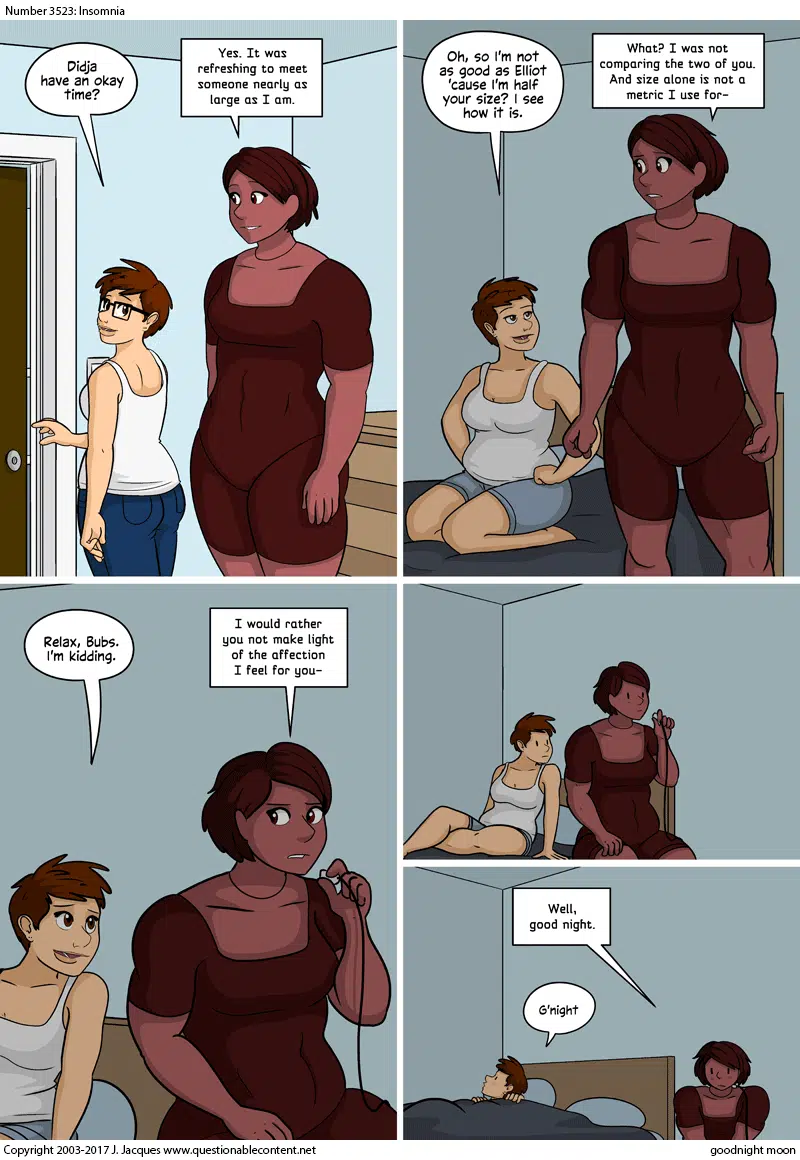 Number 3523: Insomnia
Didja
have an okay
time?
Yes. It was
refreshing to meet
someone nearly as
large as I am.
Oh, so I'm not
as good as Elliot
'cause I'm half
your size? I see
how it is.
What? I was not
comparing the two of you.
And size alone is not a
metric I use for-
Relax, Bubs.
I'm kidding.
I would rather
you not make light
of the affection
I feel for you-
Well,
good night.
G'night
Copyright 2003-2017 J. Jacques www.questionablecontent.net
goodnight moon